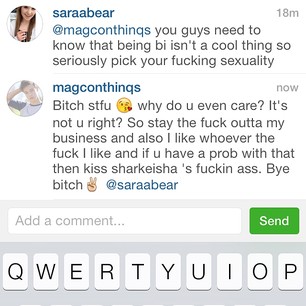 saraabear 18m
@magconthinqs you guys need to
know that being bi isn't a cool thing so
seriously pick your fucking sexuality
magconthinqs now
Bitch stfu 😘 why do u even care? It's
not u right? So stay the fuck outta my
business and also I like whoever the
fuck I like and if u have a prob with that
then kiss sharkeisha 's fuckin ass. Bye
bitch✌🏼 @saraabear
Add a comment... Send
Q W E R T Y U I O P